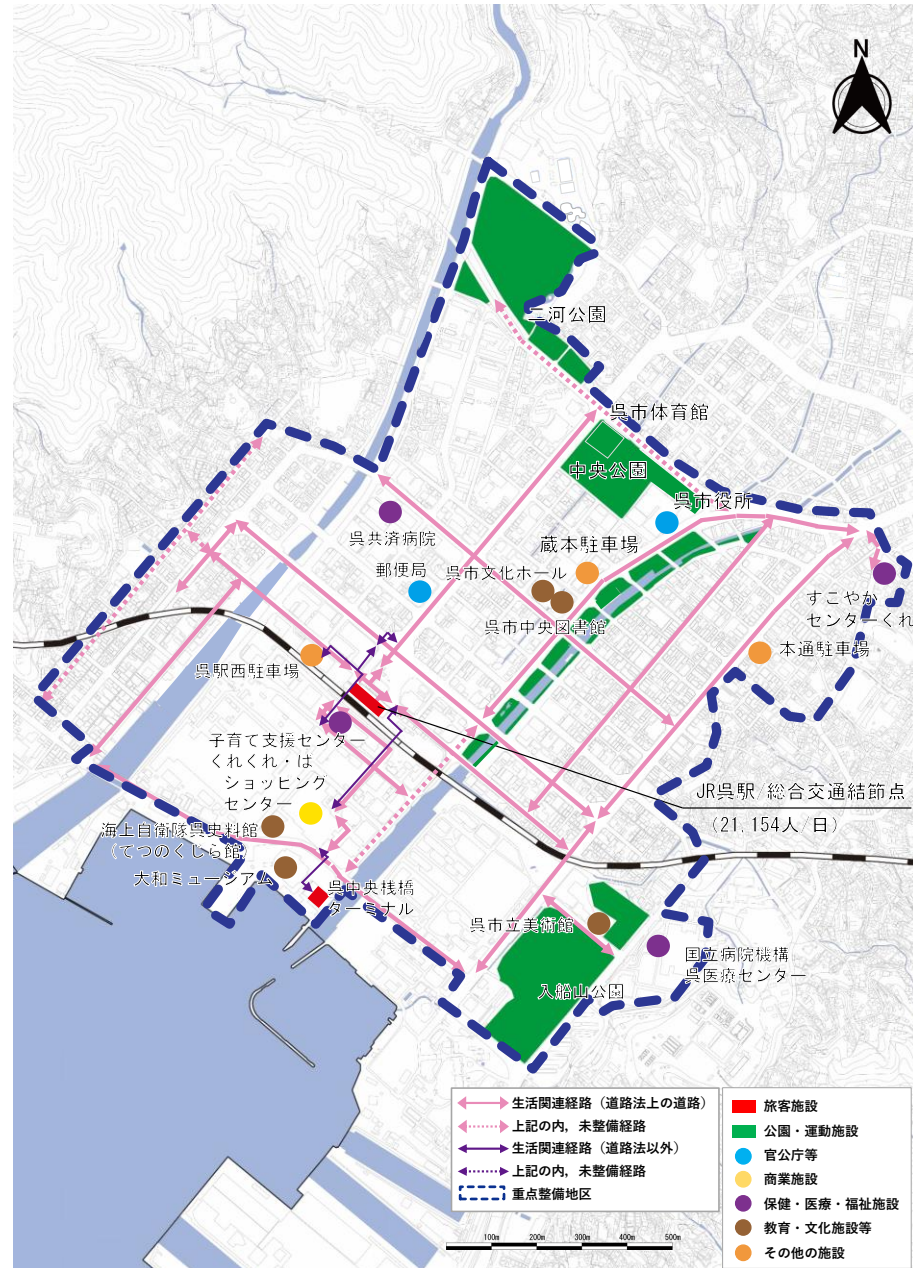 N
二河公園
呉市体育館
中央公園
呉市役所
呉共済病院
蔵本駐車場
郵便局
呉市文化ホール
呉市中央図書館
すこやか
センターくれ
本通駐車場
呉駅西駐車場
子育て支援センター
くれくれ・は
ショッピング
センター
JR呉駅/総合交通結節点
(21,154人/日)
海上自衛隊呉史料館
(てつのくじら館)
大和ミュージアム
呉中央桟橋
ターミナル
呉市立美術館
国立病院機構
呉医療センター
入船山公園
生活関連経路(道路法上の道路)
上記の内,未整備経路
生活関連経路(道路法以外)
上記の内,未整備経路
重点整備地区
100m 200m 300m 400m 500m
旅客施設
公園・運動施設
官公庁等
商業施設
保健・医療・福祉施設
教育・文化施設等
その他の施設